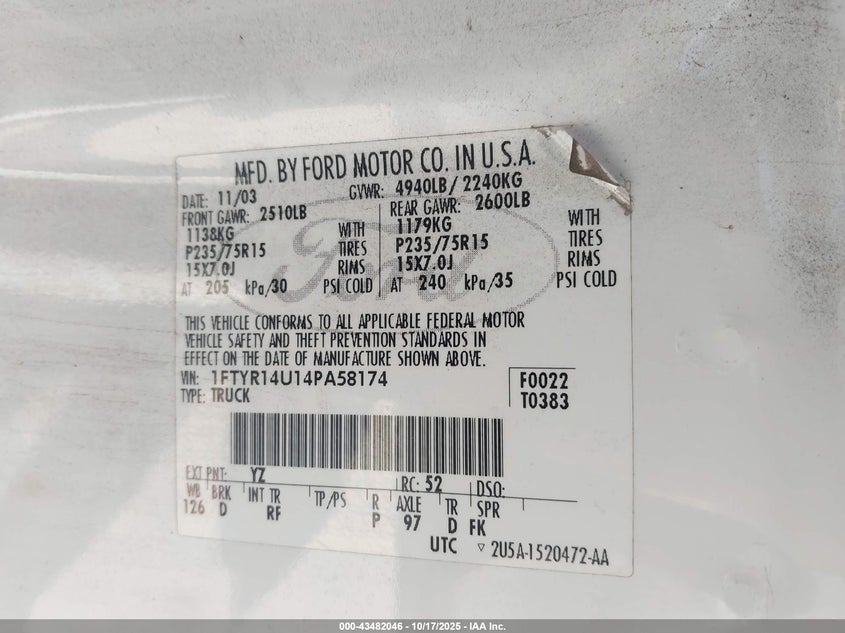 MFD. BY FORD MOTOR CO. IN U.S.A.
DATE: 11/03 GVWR: 4940LB/ 2240KG
FRONT GAWR: 2510LB REAR GAWR: 2600LB
1138KG WITH 1179KG WITH
P235/75R15 TIRES P235/75R15 TIRES
15X7.0J RIMS 15X7.0J RIMS
AT 205 kPa/30 PSI COLD AT 240 kPa/35 PSI COLD
Ford
THIS VEHICLE CONFORMS TO ALL APPLICABLE FEDERAL MOTOR
VEHICLE SAFETY AND THEFT PREVENTION STANDARDS IN
EFFECT ON THE DATE OF MANUFACTURE SHOWN ABOVE.
VIN: 1FTYR14U14PA58174 F0022
TYPE: TRUCK T0383
EXT PNT: YZ RC: 52 DSO:
WB BRK INT TR TP/PS R AXLE TR SPR
126 D RF P 97 D FK
UTC ▽ 2U5A-1520472-AA
000-43482046 - 10/17/2025 - IAA Inc.